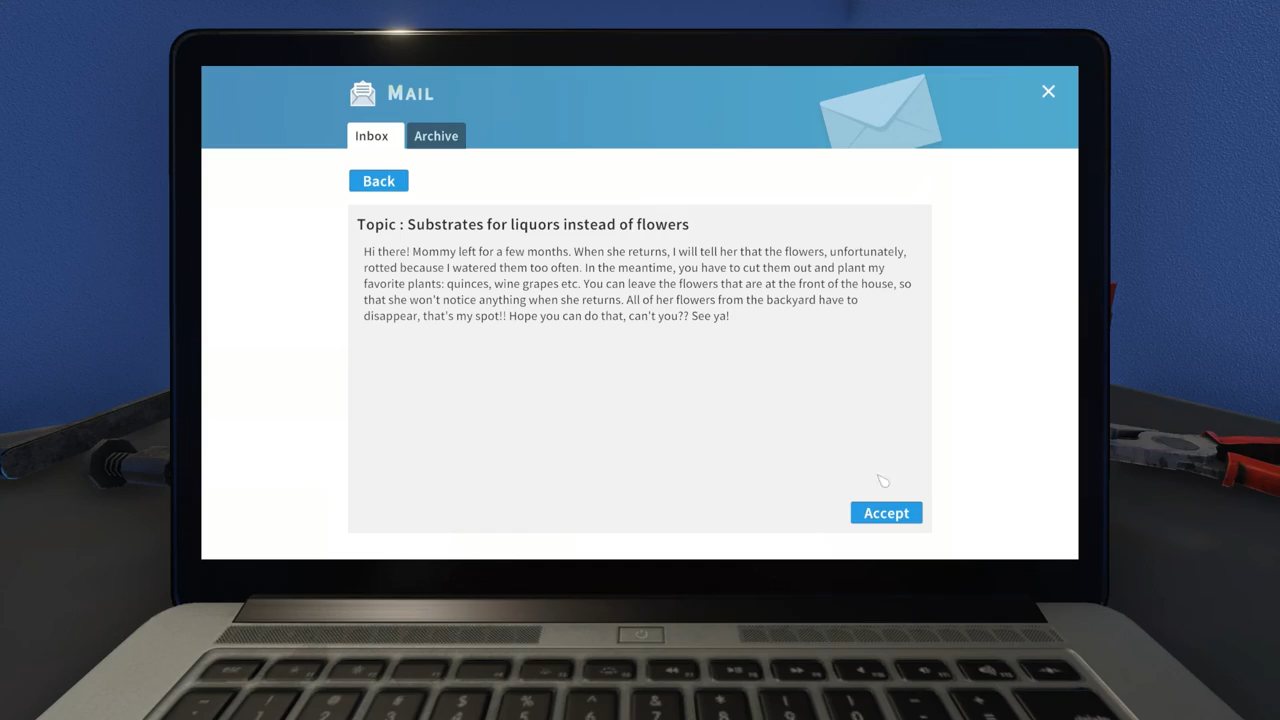 MAIL
Inbox
Archive
Back
Topic : Substrates for liquors instead of flowers
Hi there! Mommy left for a few months. When she returns, I will tell her that the flowers, unfortunately,
rotted because I watered them too often. In the meantime, you have to cut them out and plant my
favorite plants: quinces, wine grapes etc. You can leave the flowers that are at the front of the house, so
that she won't notice anything when she returns. All of her flowers from the backyard have to
disappear, that's my spot!! Hope you can do that, can't you?? See ya!
Accept